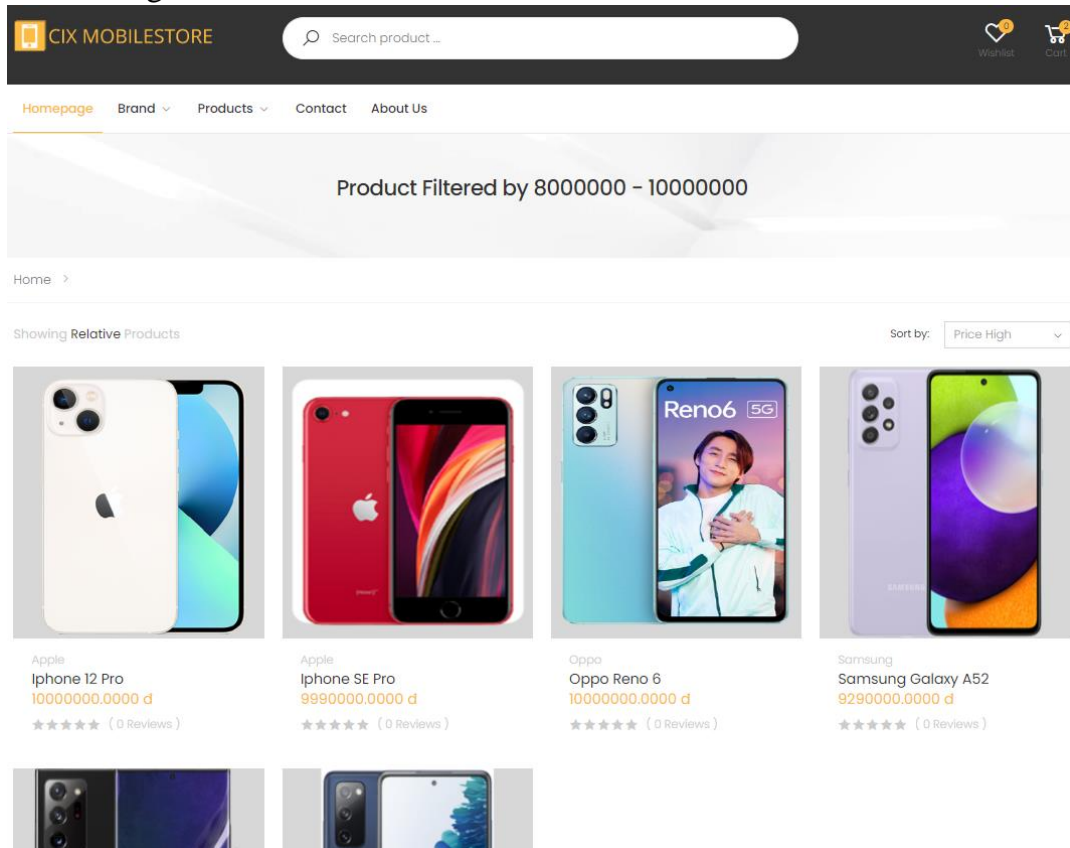 CIX MOBILESTORE
Search product ...
0
Wishlist
2
Cart
Homepage Brand Products Contact About Us
Product Filtered by 8000000 - 10000000
Home >
Showing Relative Products
Sort by: Price High
Reno6 5G
SAMSUNG
Apple
Iphone 12 Pro
10000000.0000 đ
( 0 Reviews )
Apple
Iphone SE Pro
9990000.0000 đ
( 0 Reviews )
Oppo
Oppo Reno 6
10000000.0000 đ
( 0 Reviews )
Samsung
Samsung Galaxy A52
9290000.0000 đ
( 0 Reviews )